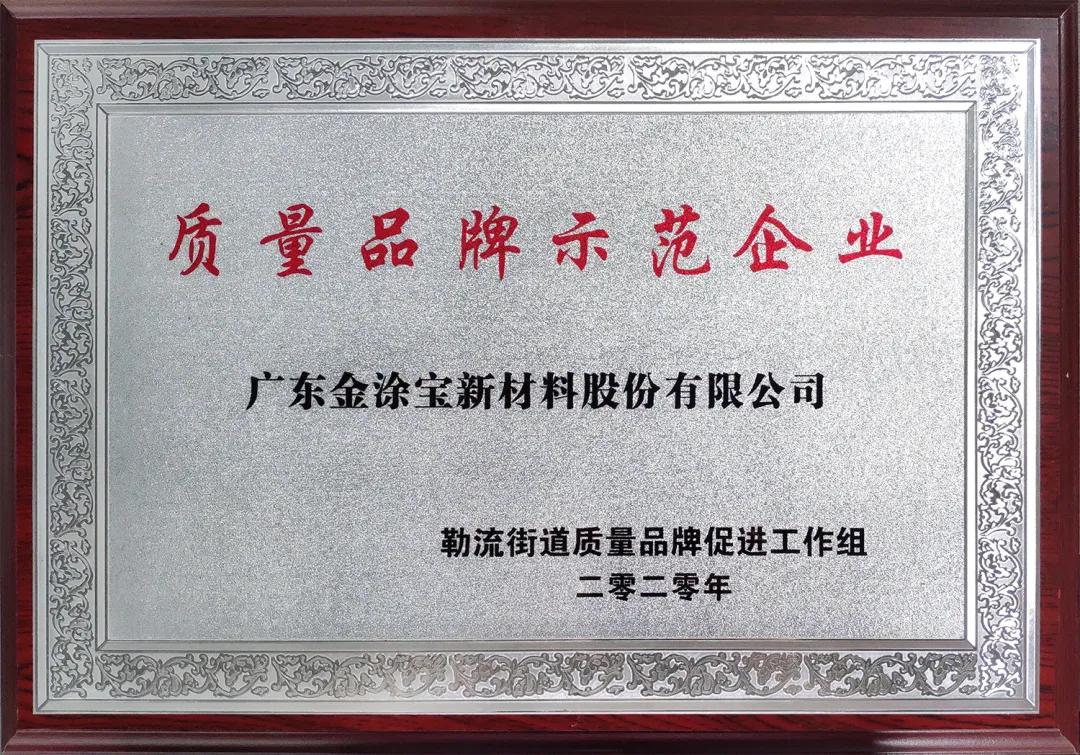 质量品牌示范企业
广东金涂宝新材料股份有限公司
勒流街道质量品牌促进工作组
二零二零年